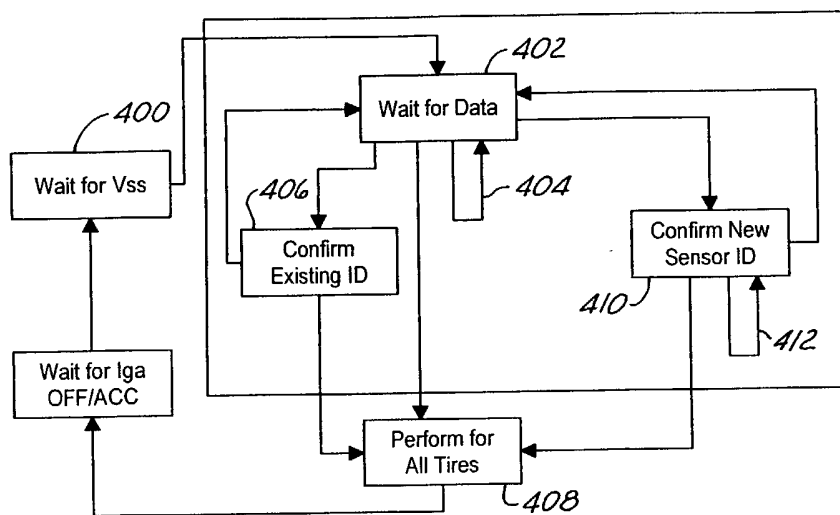 402
Wait for Data
400
Wait for Vss
404
406
Confirm
Existing ID
Confirm New
Sensor ID
410
412
Wait for Iga
OFF/ACC
Perform for
All Tires
408